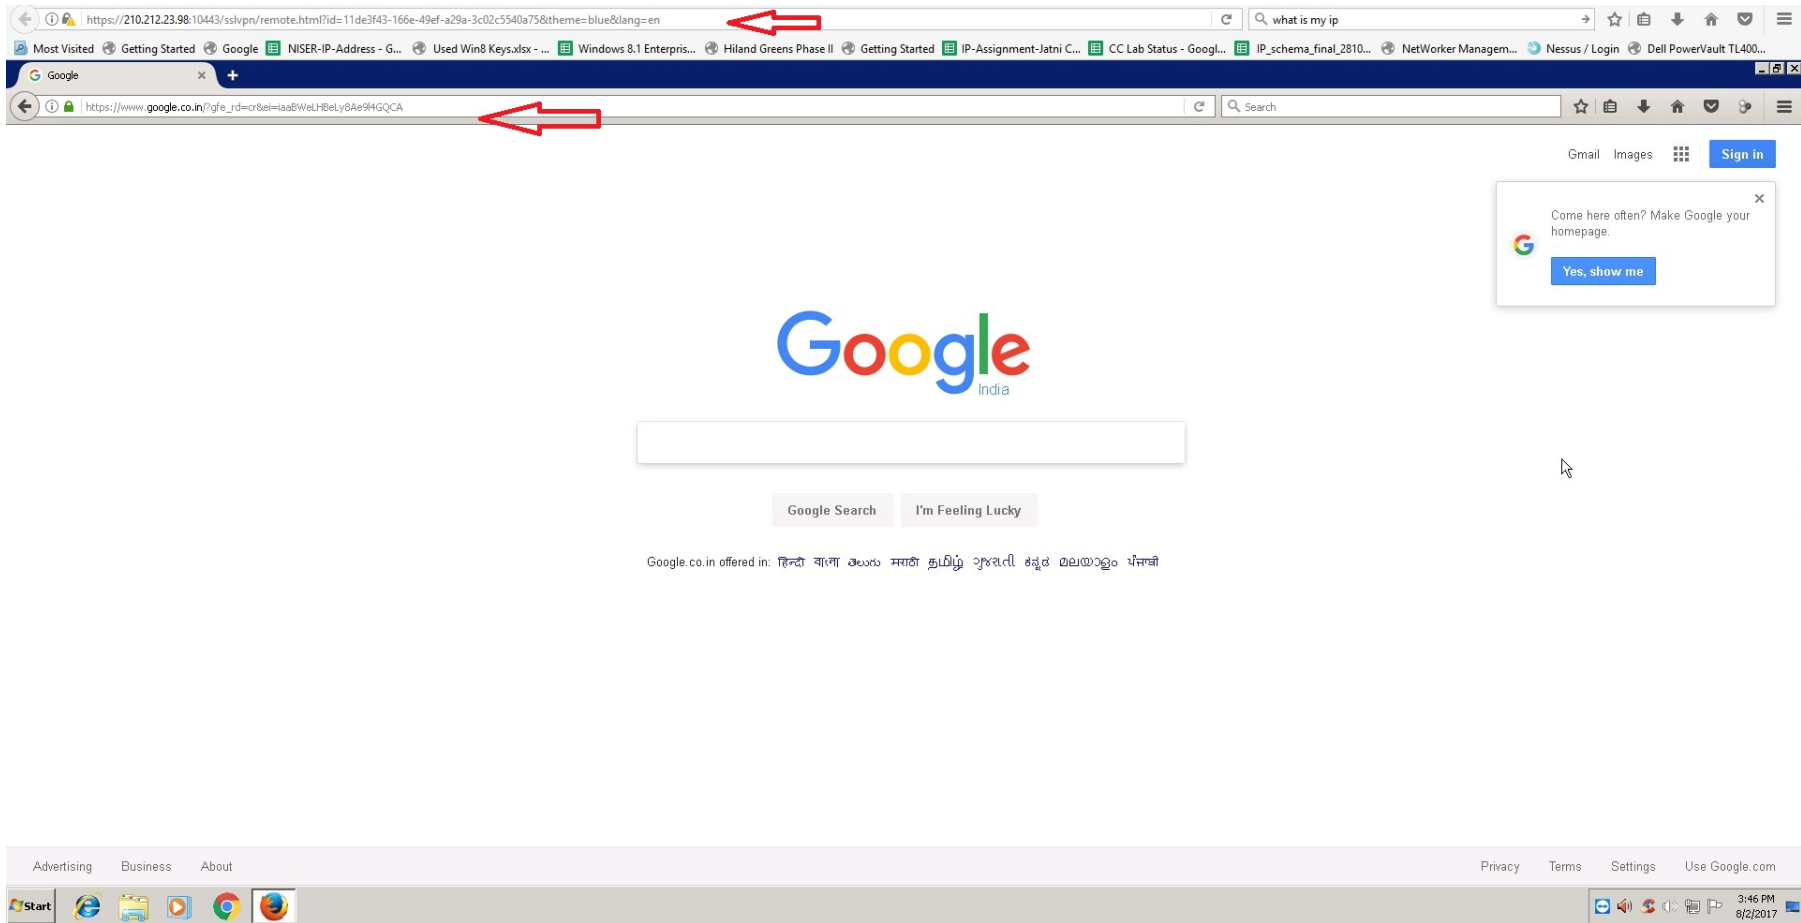 https://210.212.23.98:10443/sslvpn/remote.html?id=11de3f43-166e-49ef-a29a-3c02c5540a75&theme=blue&lang=en what is my ip
Most Visited Getting Started Google NISER-IP-Address - G... Used Win8 Keys.xlsx - ... Windows 8.1 Enterpris... Hiland Greens Phase II Getting Started IP-Assignment-Jatni C... CC Lab Status - Googl... IP_schema_final_2810... NetWorker Managem... Nessus / Login Dell PowerVault TL400...
Google
https://www.google.co.in/?gfe_rd=cr&ei=iaaBWeLHBeLy8Ae9l4GQCA Search
Gmail Images Sign in
Come here often? Make Google your
homepage.
Yes, show me
Google
India
Google Search I'm Feeling Lucky
Google.co.in offered in: हिन्दी বাংলা తెలుగు मराठी தமிழ் ગુજરાતી ಕನ್ನಡ മലയാളം ਪੰਜਾਬੀ
Advertising Business About Privacy Terms Settings Use Google.com
Start 3:46 PM
8/2/2017